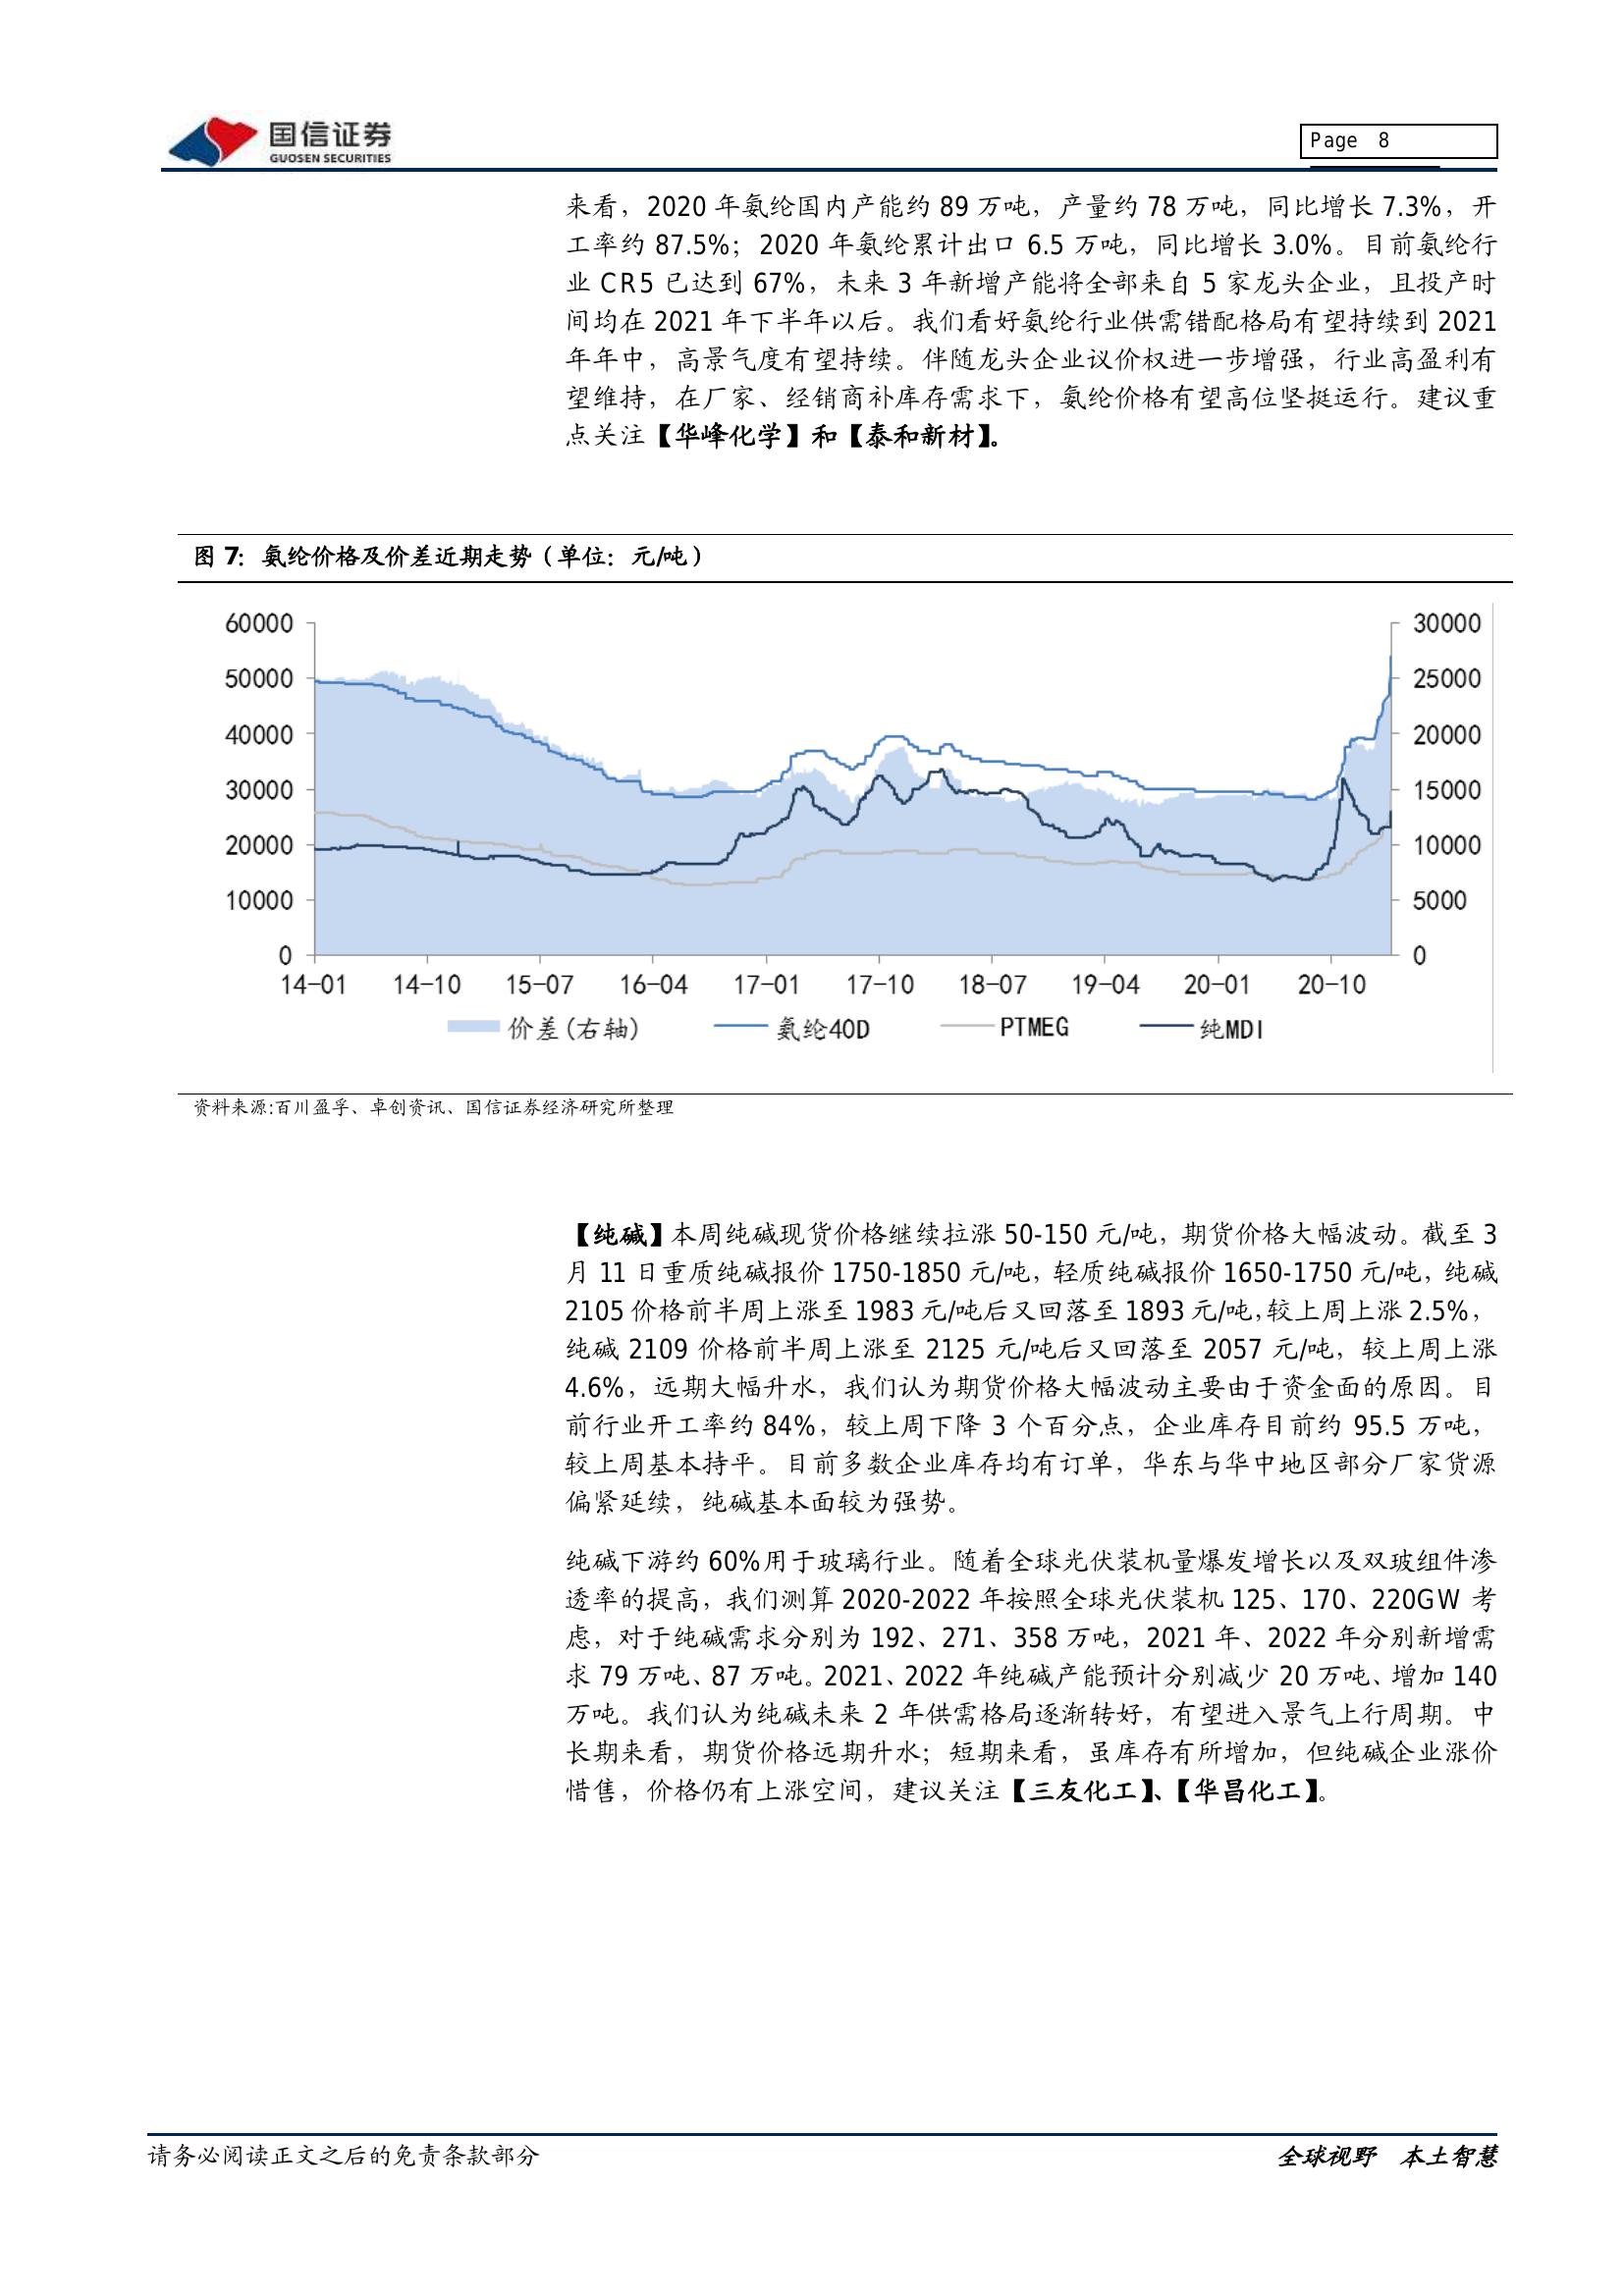 国信证券
GUOSEN SECURITIES
Page 8
来看，2020 年氨纶国内产能约 89 万吨，产量约 78 万吨，同比增长 7.3%，开
工率约 87.5%；2020 年氨纶累计出口 6.5 万吨，同比增长 3.0%。目前氨纶行
业 CR5 已达到 67%，未来 3 年新增产能将全部来自 5 家龙头企业，且投产时
间均在 2021 年下半年以后。我们看好氨纶行业供需错配格局有望持续到 2021
年年中，高景气度有望持续。伴随龙头企业议价权进一步增强，行业高盈利有
望维持，在厂家、经销商补库存需求下，氨纶价格有望高位坚挺运行。建议重
点关注【华峰化学】和【泰和新材】。
图 7：氨纶价格及价差近期走势（单位：元/吨）
60000
50000
40000
30000
20000
10000
0
30000
25000
20000
15000
10000
5000
0
14-01 14-10 15-07 16-04 17-01 17-10 18-07 19-04 20-01 20-10
价差(右轴) 氨纶40D PTMEG 纯MDI
资料来源:百川盈孚、卓创资讯、国信证券经济研究所整理
【纯碱】本周纯碱现货价格继续拉涨 50-150 元/吨，期货价格大幅波动。截至 3
月 11 日重质纯碱报价 1750-1850 元/吨，轻质纯碱报价 1650-1750 元/吨，纯碱
2105 价格前半周上涨至 1983 元/吨后又回落至 1893 元/吨，较上周上涨 2.5%，
纯碱 2109 价格前半周上涨至 2125 元/吨后又回落至 2057 元/吨，较上周上涨
4.6%，远期大幅升水，我们认为期货价格大幅波动主要由于资金面的原因。目
前行业开工率约 84%，较上周下降 3 个百分点，企业库存目前约 95.5 万吨，
较上周基本持平。目前多数企业库存均有订单，华东与华中地区部分厂家货源
偏紧延续，纯碱基本面较为强势。
纯碱下游约 60%用于玻璃行业。随着全球光伏装机量爆发增长以及双玻组件渗
透率的提高，我们测算 2020-2022 年按照全球光伏装机 125、170、220GW 考
虑，对于纯碱需求分别为 192、271、358 万吨，2021 年、2022 年分别新增需
求 79 万吨、87 万吨。2021、2022 年纯碱产能预计分别减少 20 万吨、增加 140
万吨。我们认为纯碱未来 2 年供需格局逐渐转好，有望进入景气上行周期。中
长期来看，期货价格远期升水；短期来看，虽库存有所增加，但纯碱企业涨价
惜售，价格仍有上涨空间，建议关注【三友化工】、【华昌化工】。
请务必阅读正文之后的免责条款部分
全球视野 本土智慧